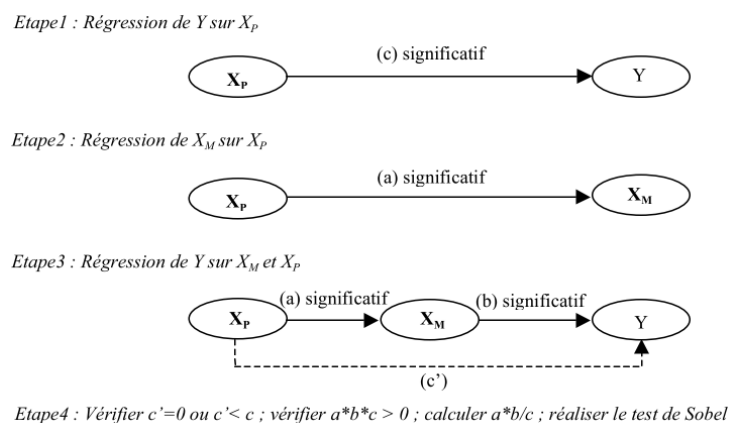 Etape1 : Régression de Y sur XP
(c) significatif
XP
Y
Etape2 : Régression de XM sur XP
(a) significatif
XP
XM
Etape3 : Régression de Y sur XM et XP
(a) significatif
(b) significatif
XP
XM
Y
(c’)
Etape4 : Vérifier c’=0 ou c’< c ; vérifier a*b*c > 0 ; calculer a*b/c ; réaliser le test de Sobel